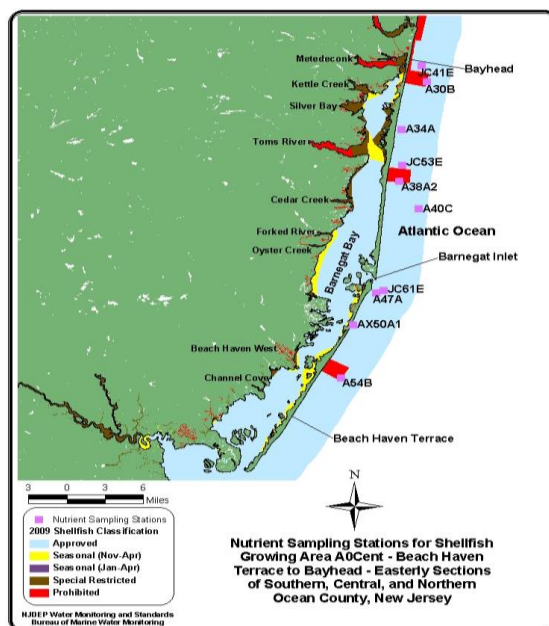 Metedeconk
Bayhead
JC41E
Kettle Creek
A30B
Silver Bay
A34A
Toms River
JC53E
A38A2
Cedar Creek
A40C
Forked River
Atlantic Ocean
Oyster Creek
Barnegat Bay
Barnegat Inlet
JC61E
A47A
AX50A1
Beach Haven West
Channel Cove
A54B
Beach Haven Terrace
3 0 3 6
Miles
N
W E
S
Nutrient Sampling Stations
2009 Shellfish Classification
Approved
Seasonal (Nov-Apr)
Seasonal (Jan-Apr)
Special Restricted
Prohibited
NJDEP Water Monitoring and Standards
Bureau of Marine Water Monitoring
Nutrient Sampling Stations for Shellfish
Growing Area A0Cent - Beach Haven
Terrace to Bayhead - Easterly Sections
of Southern, Central, and Northern
Ocean County, New Jersey